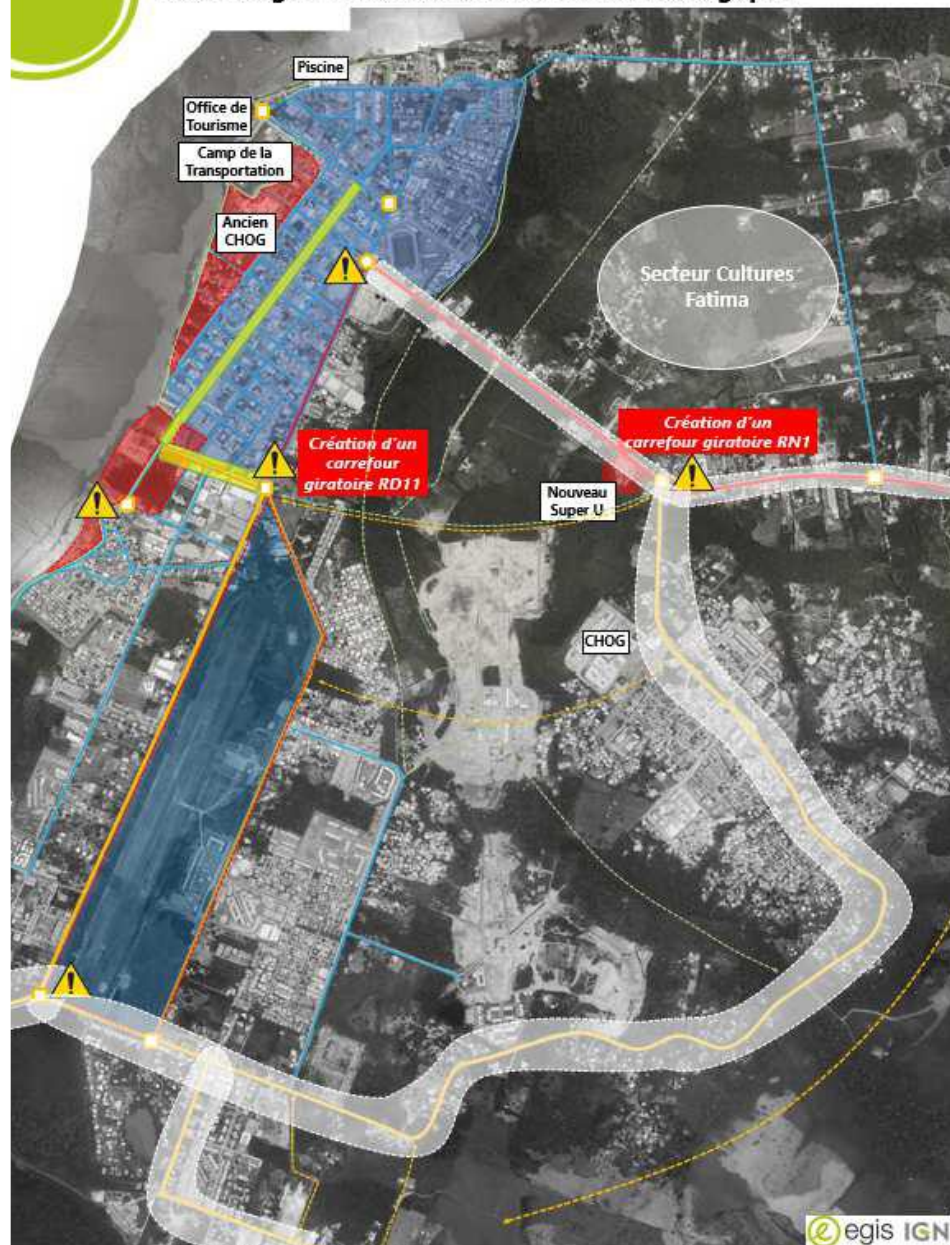 Piscine
Office de
Tourisme
Camp de la
Transportation
Ancien
CHOG
Secteur Cultures
Fatima
Création d'un
carrefour
giratoire RD11
Création d'un
carrefour giratoire RN1
Nouveau
Super U
CHOG
egis IGN